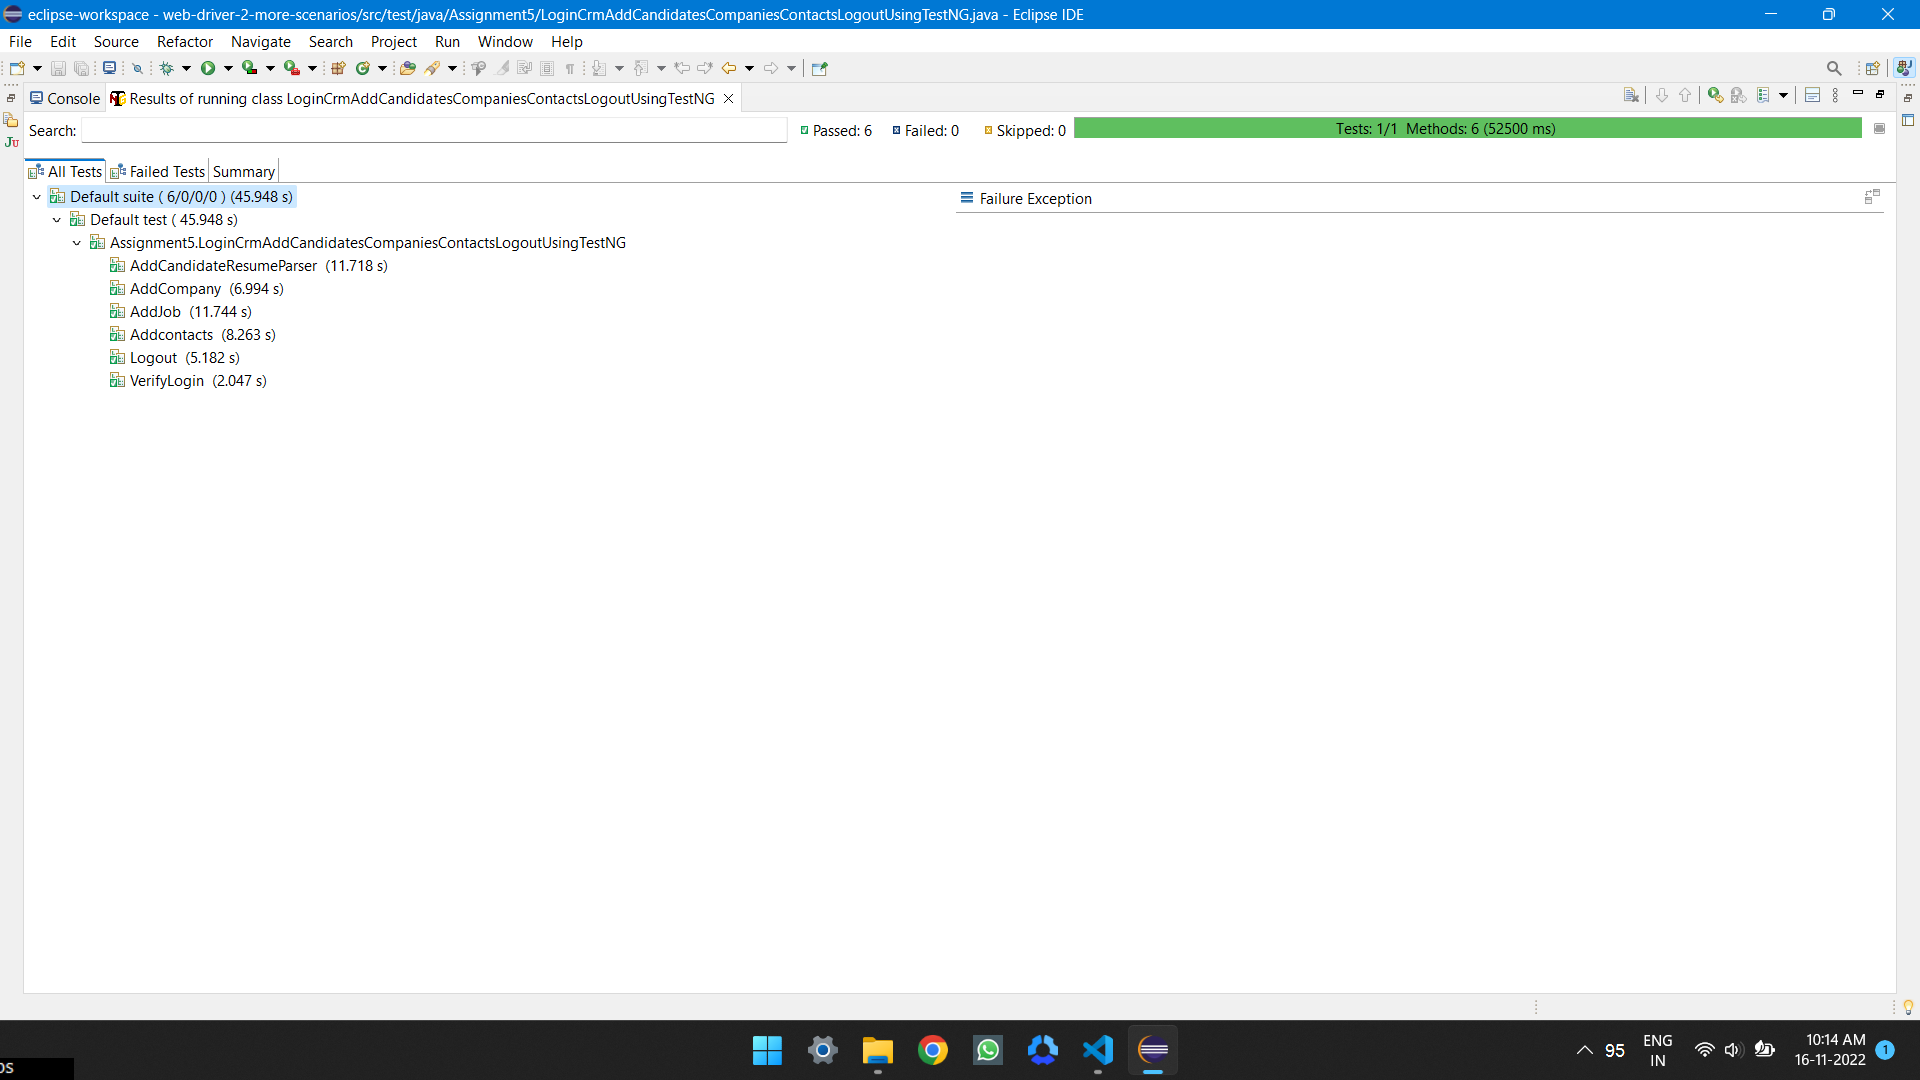 eclipse-workspace - web-driver-2-more-scenarios/src/test/java/Assignment5/LoginCrmAddCandidatesCompaniesContactsLogoutUsingTestNG.java - Eclipse IDE
File Edit Source Refactor Navigate Search Project Run Window Help
Console Results of running class LoginCrmAddCandidatesCompaniesContactsLogoutUsingTestNG
Search: Passed: 6 Failed: 0 Skipped: 0 Tests: 1/1 Methods: 6 (52500 ms)
All Tests Failed Tests Summary
Default suite ( 6/0/0/0 ) (45.948 s)
Failure Exception
Default test ( 45.948 s)
Assignment5.LoginCrmAddCandidatesCompaniesContactsLogoutUsingTestNG
AddCandidateResumeParser (11.718 s)
AddCompany (6.994 s)
AddJob (11.744 s)
Addcontacts (8.263 s)
Logout (5.182 s)
VerifyLogin (2.047 s)
95
ENG
IN
10:14 AM
16-11-2022
1